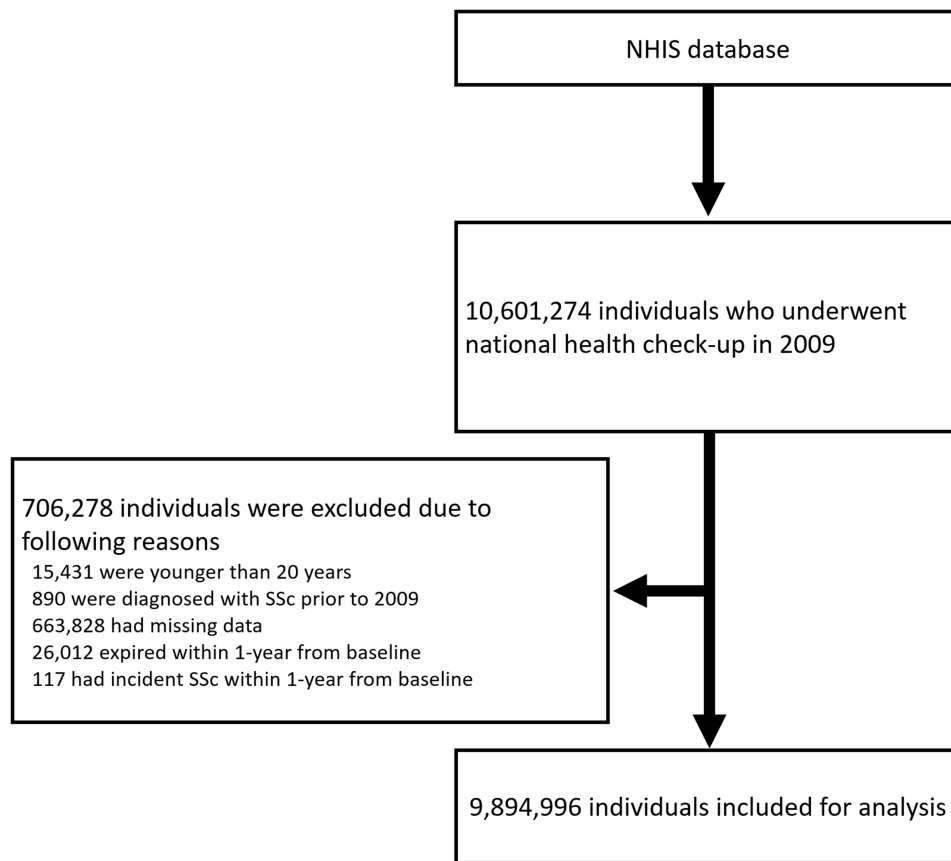 NHIS database
10,601,274 individuals who underwent
national health check-up in 2009
706,278 individuals were excluded due to
following reasons
15,431 were younger than 20 years
890 were diagnosed with SSc prior to 2009
663,828 had missing data
26,012 expired within 1-year from baseline
117 had incident SSc within 1-year from baseline
9,894,996 individuals included for analysis